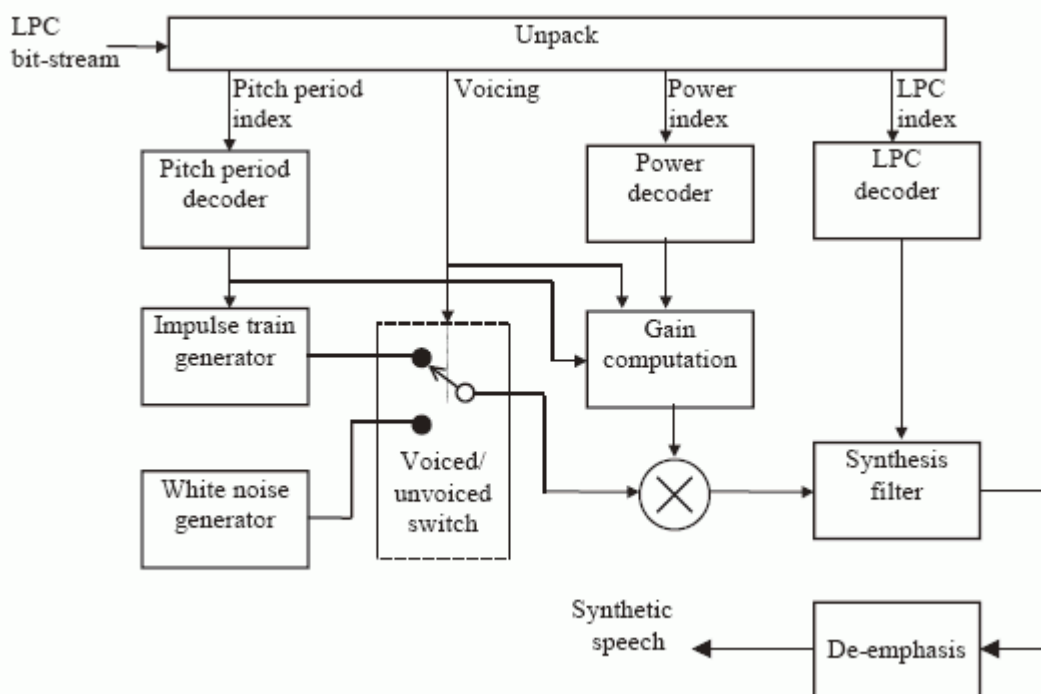 LPC
bit-stream
Unpack
Pitch period
index
Voicing
Power
index
LPC
index
Pitch period
decoder
Power
decoder
LPC
decoder
Impulse train
generator
Gain
computation
Voiced/
unvoiced
switch
White noise
generator
Synthesis
filter
Synthetic
speech
De-emphasis